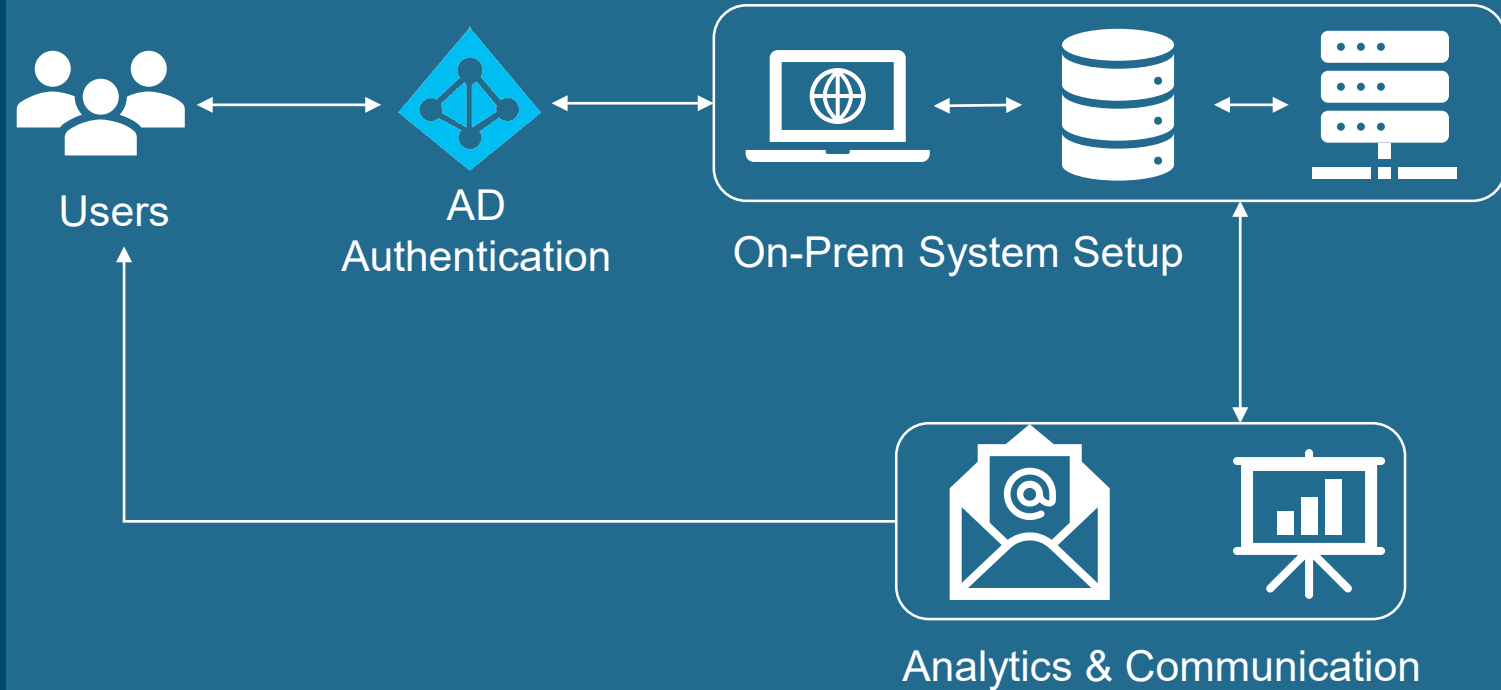 Users
AD
Authentication
On-Prem System Setup
@
Analytics & Communication